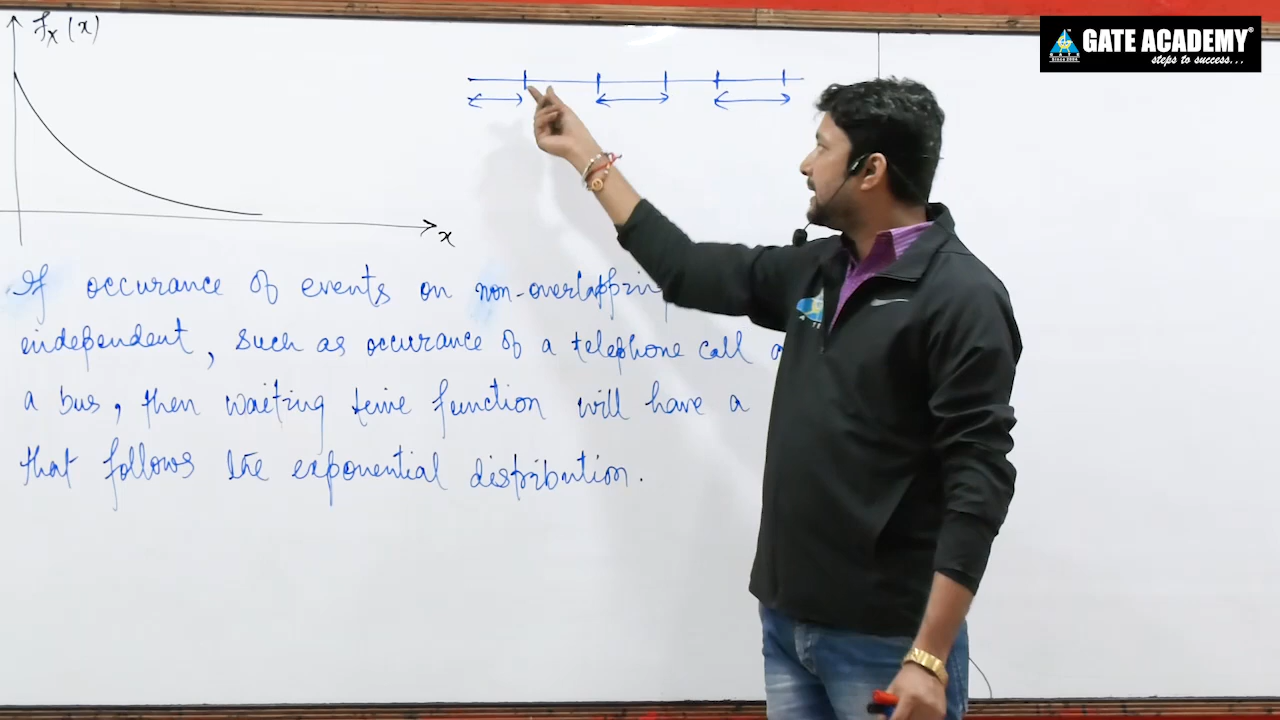 fx(x)
x
If occurance of events on non-overlapping
independent, such as occurance of a telephone call
a bus, then waiting time function will have a
that follows the exponential distribution.
GATE ACADEMY®
steps to success...